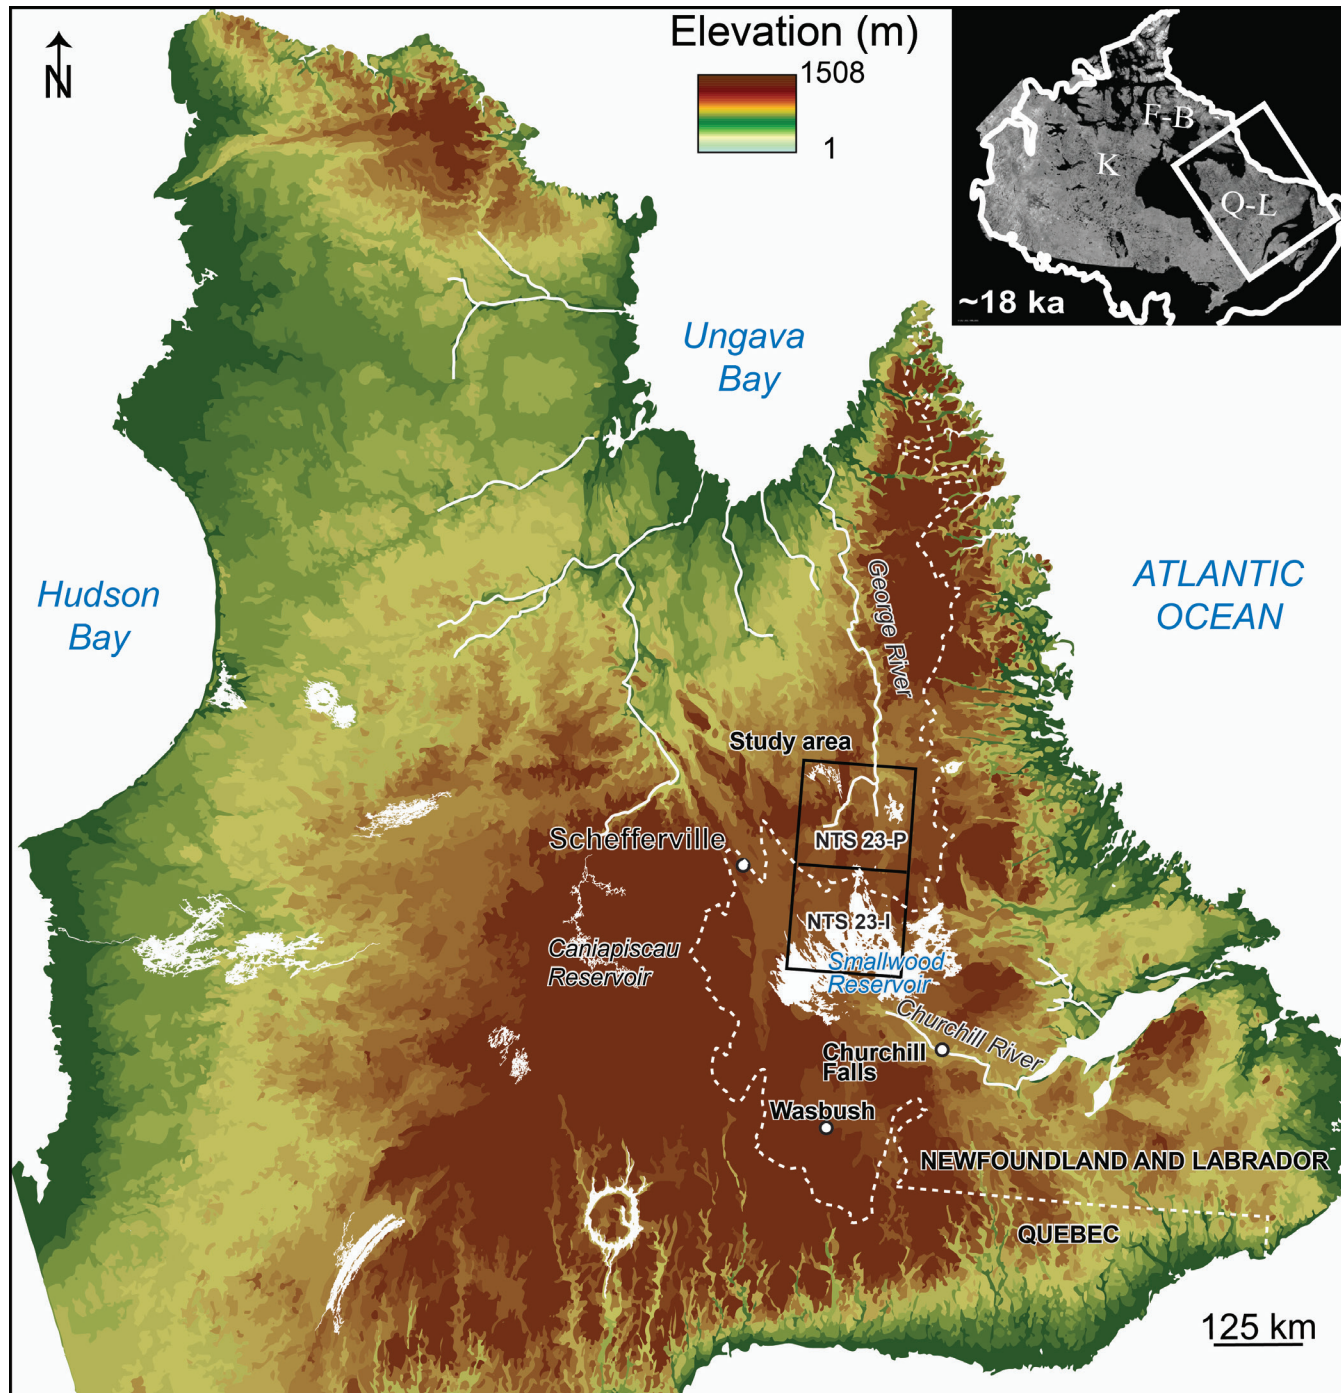 N
Elevation (m)
1508
1
F-B
K
Q-L
~18 ka
Ungava
Bay
Hudson
Bay
ATLANTIC
OCEAN
George River
Study area
Schefferville
NTS 23-P
NTS 23-I
Caniapiscau
Reservoir
Smallwood
Reservoir
Churchill River
Churchill
Falls
Wasbush
NEWFOUNDLAND AND LABRADOR
QUEBEC
125 km